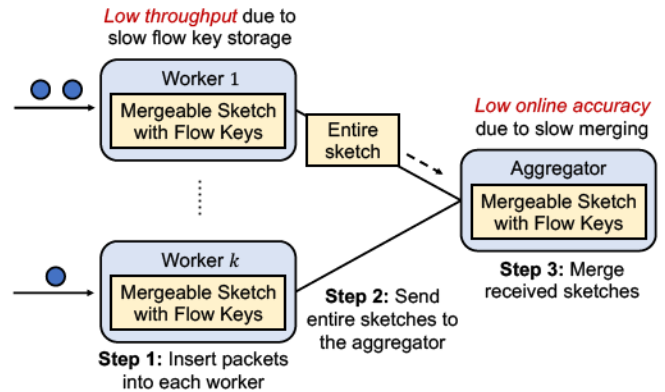 Low throughput due to
slow flow key storage
Worker 1
Mergeable Sketch
with Flow Keys
Entire
sketch
Low online accuracy
due to slow merging
Aggregator
Mergeable Sketch
with Flow Keys
Step 3: Merge
received sketches
Worker k
Mergeable Sketch
with Flow Keys
Step 2: Send
entire sketches to
the aggregator
Step 1: Insert packets
into each worker